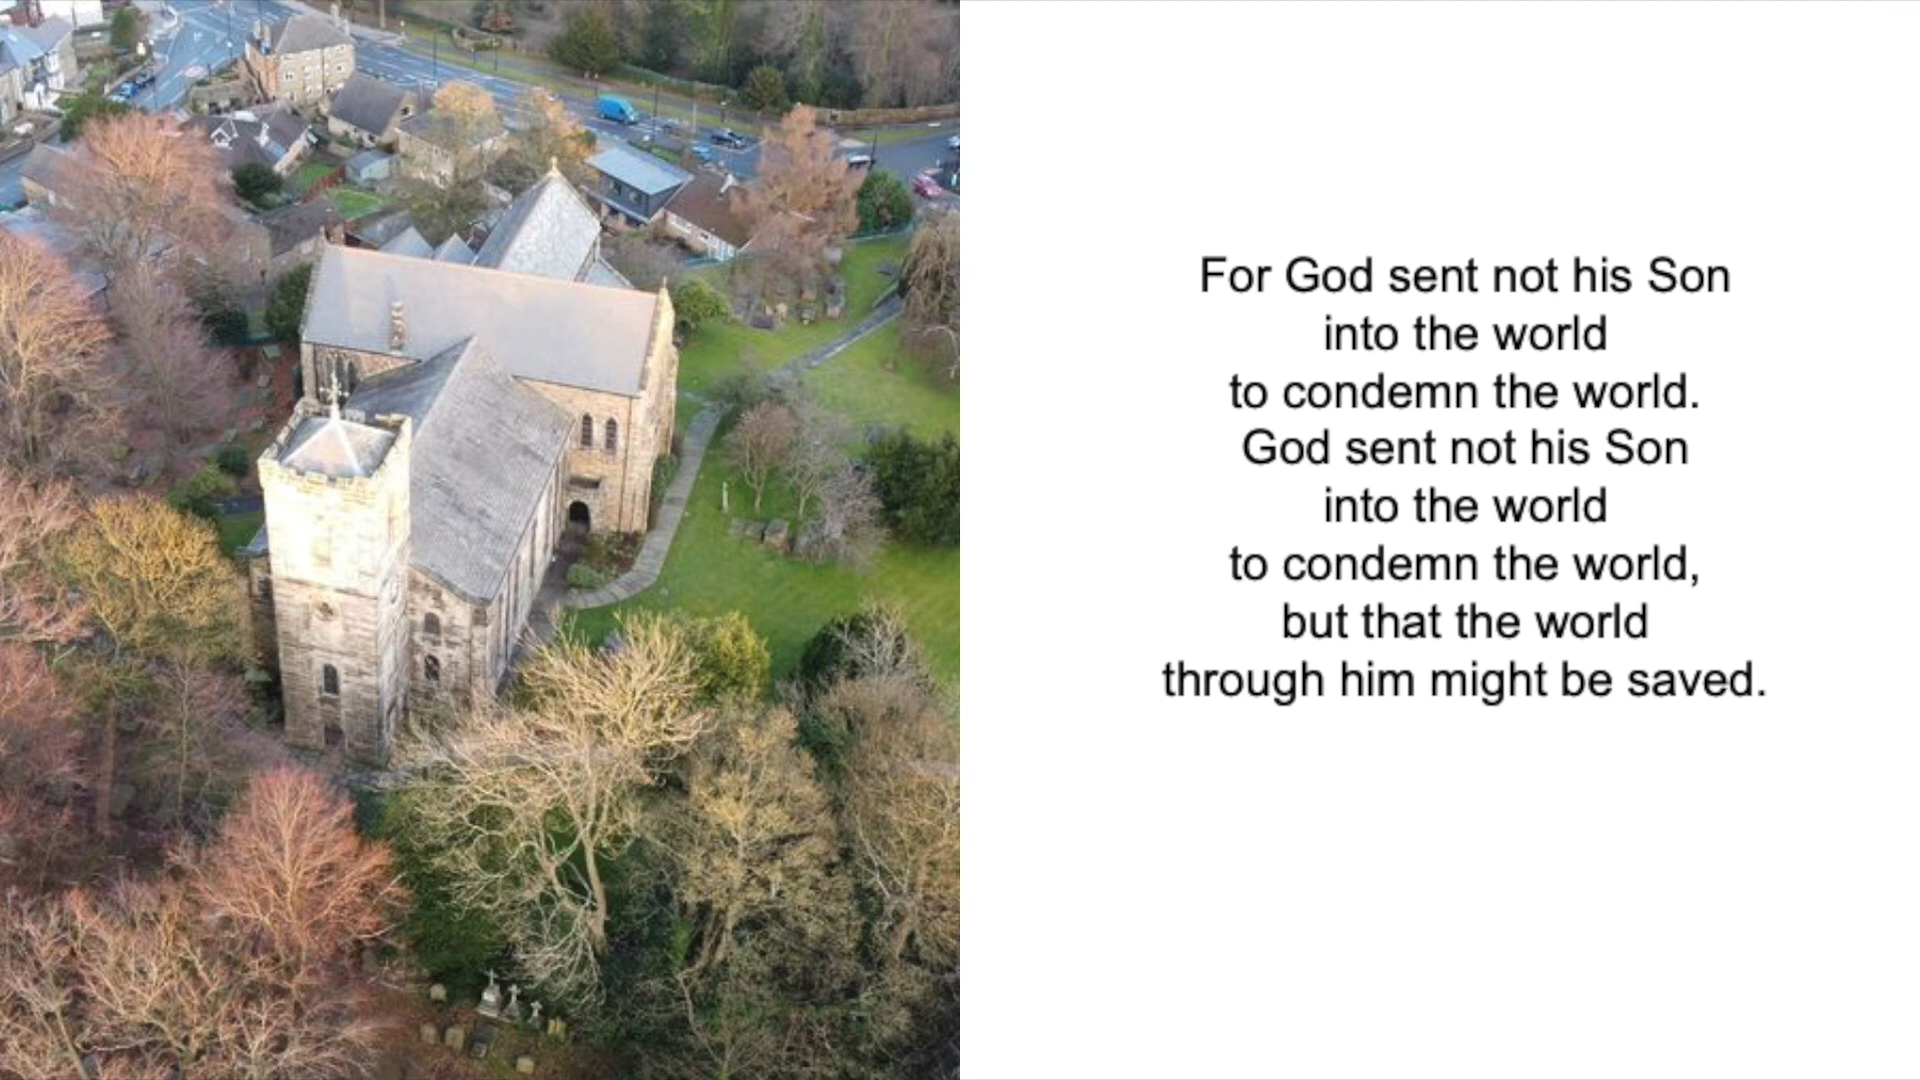 For God sent not his Son
into the world
to condemn the world.
God sent not his Son
into the world
to condemn the world,
but that the world
through him might be saved.